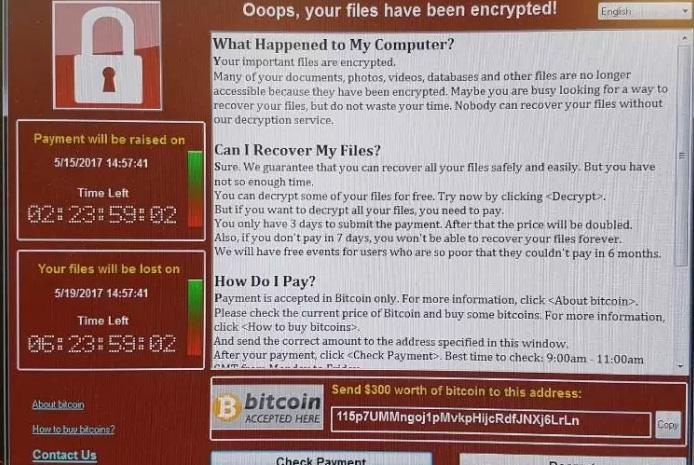 Ooops, your files have been encrypted!
English
What Happened to My Computer?
Your important files are encrypted.
Many of your documents, photos, videos, databases and other files are no longer
accessible because they have been encrypted. Maybe you are busy looking for a way to
recover your files, but do not waste your time. Nobody can recover your files without
our decryption service.
Can I Recover My Files?
Sure. We guarantee that you can recover all your files safely and easily. But you have
not so enough time.
You can decrypt some of your files for free. Try now by clicking <Decrypt>.
But if you want to decrypt all your files, you need to pay.
You only have 3 days to submit the payment. After that the price will be doubled.
Also, if you don't pay in 7 days, you won't be able to recover your files forever.
We will have free events for users who are so poor that they couldn't pay in 6 months.
How Do I Pay?
Payment is accepted in Bitcoin only. For more information, click <About bitcoin>.
Please check the current price of Bitcoin and buy some bitcoins. For more information,
click <How to buy bitcoins>.
And send the correct amount to the address specified in this window.
After your payment, click <Check Payment>. Best time to check: 9:00am - 11:00am
GMT from Monday to Friday.
Payment will be raised on
5/15/2017 14:57:41
Time Left
02:23:59:02
Your files will be lost on
5/19/2017 14:57:41
Time Left
06:23:59:02
About bitcoin
How to buy bitcoins?
Contact Us
bitcoin
ACCEPTED HERE
Send $300 worth of bitcoin to this address:
115p7UMMngoj1pMvkpHijcRdfJNXj6LrLn
Copy
Check Payment
Decrypt